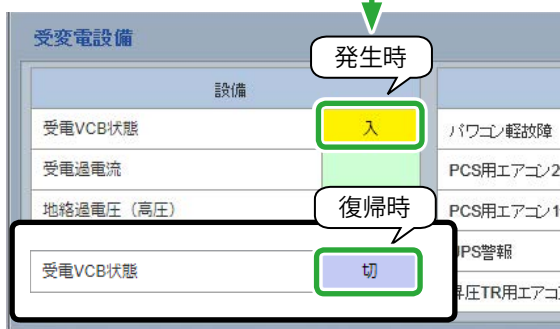 受変電設備
発生時
設備
受電VCB状態
入
パワコン軽故障
受電過電流
PCS用エアコン2
地絡過電圧（高圧）
復帰時
PCS用エアコン1
UPS警報
受電VCB状態
切
昇圧TR用エアコ